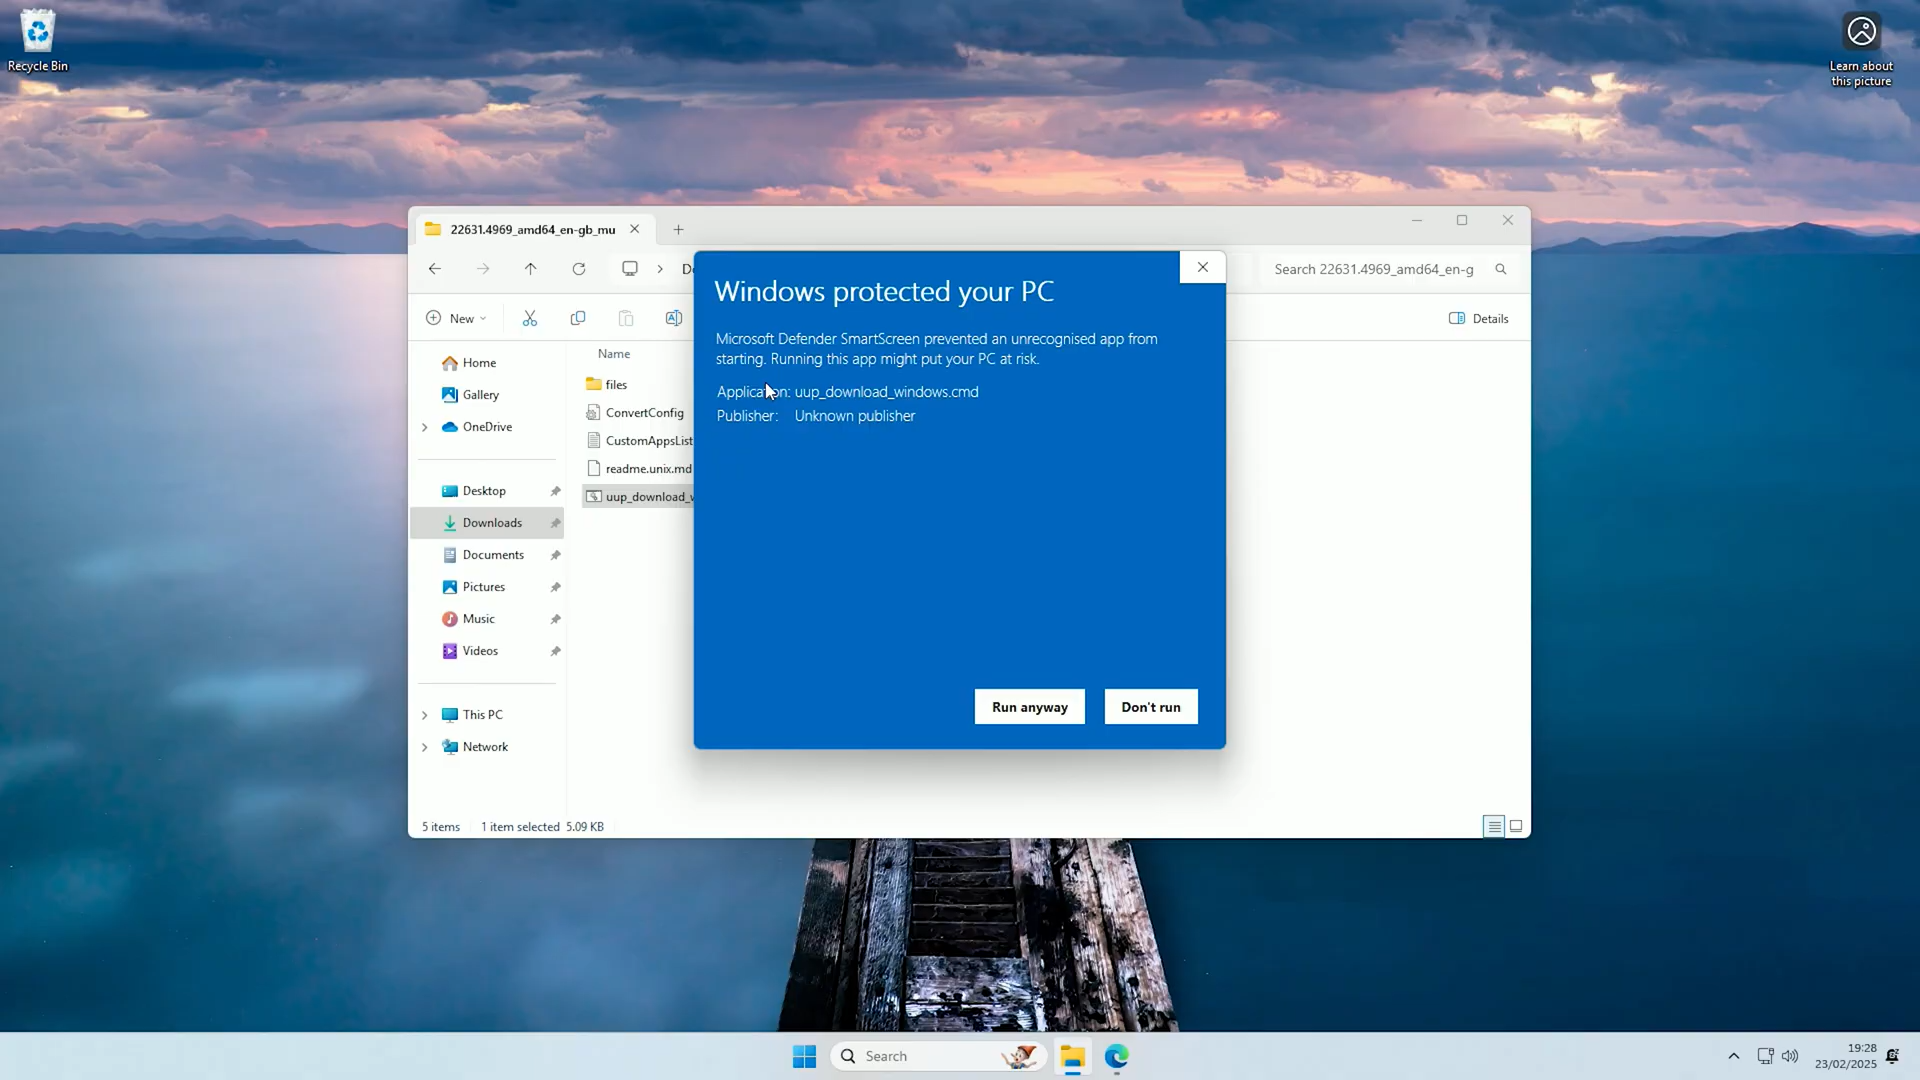 Recycle Bin
Learn about
this picture
22631.4969_amd64_en-gb_mu
Search 22631.4969_amd64_en-g
Windows protected your PC
Microsoft Defender SmartScreen prevented an unrecognised app from
starting. Running this app might put your PC at risk.
Application: uup_download_windows.cmd
Publisher: Unknown publisher
Run anyway
Don't run
New
Details
Name
Home
Gallery
OneDrive
Desktop
Downloads
Documents
Pictures
Music
Videos
This PC
Network
files
ConvertConfig
CustomAppsList
readme.unix.md
uup_download_w
5 items
1 item selected 5.09 KB
Search
19:28
23/02/2025